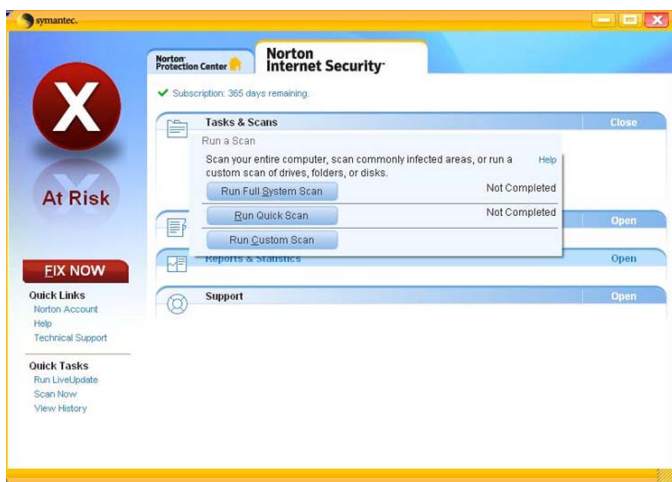 symantec.
Norton
Protection Center
Norton
Internet Security
Subscription: 365 days remaining.
X
At Risk
FIX NOW
Quick Links
Norton Account
Help
Technical Support
Quick Tasks
Run LiveUpdate
Scan Now
View History
Tasks & Scans
Close
Run a Scan
Scan your entire computer, scan commonly infected areas, or run a
Help
custom scan of drives, folders, or disks.
Run Full System Scan
Not Completed
Run Quick Scan
Not Completed
Run Custom Scan
Open
Reports & Statistics
Open
Support
Open